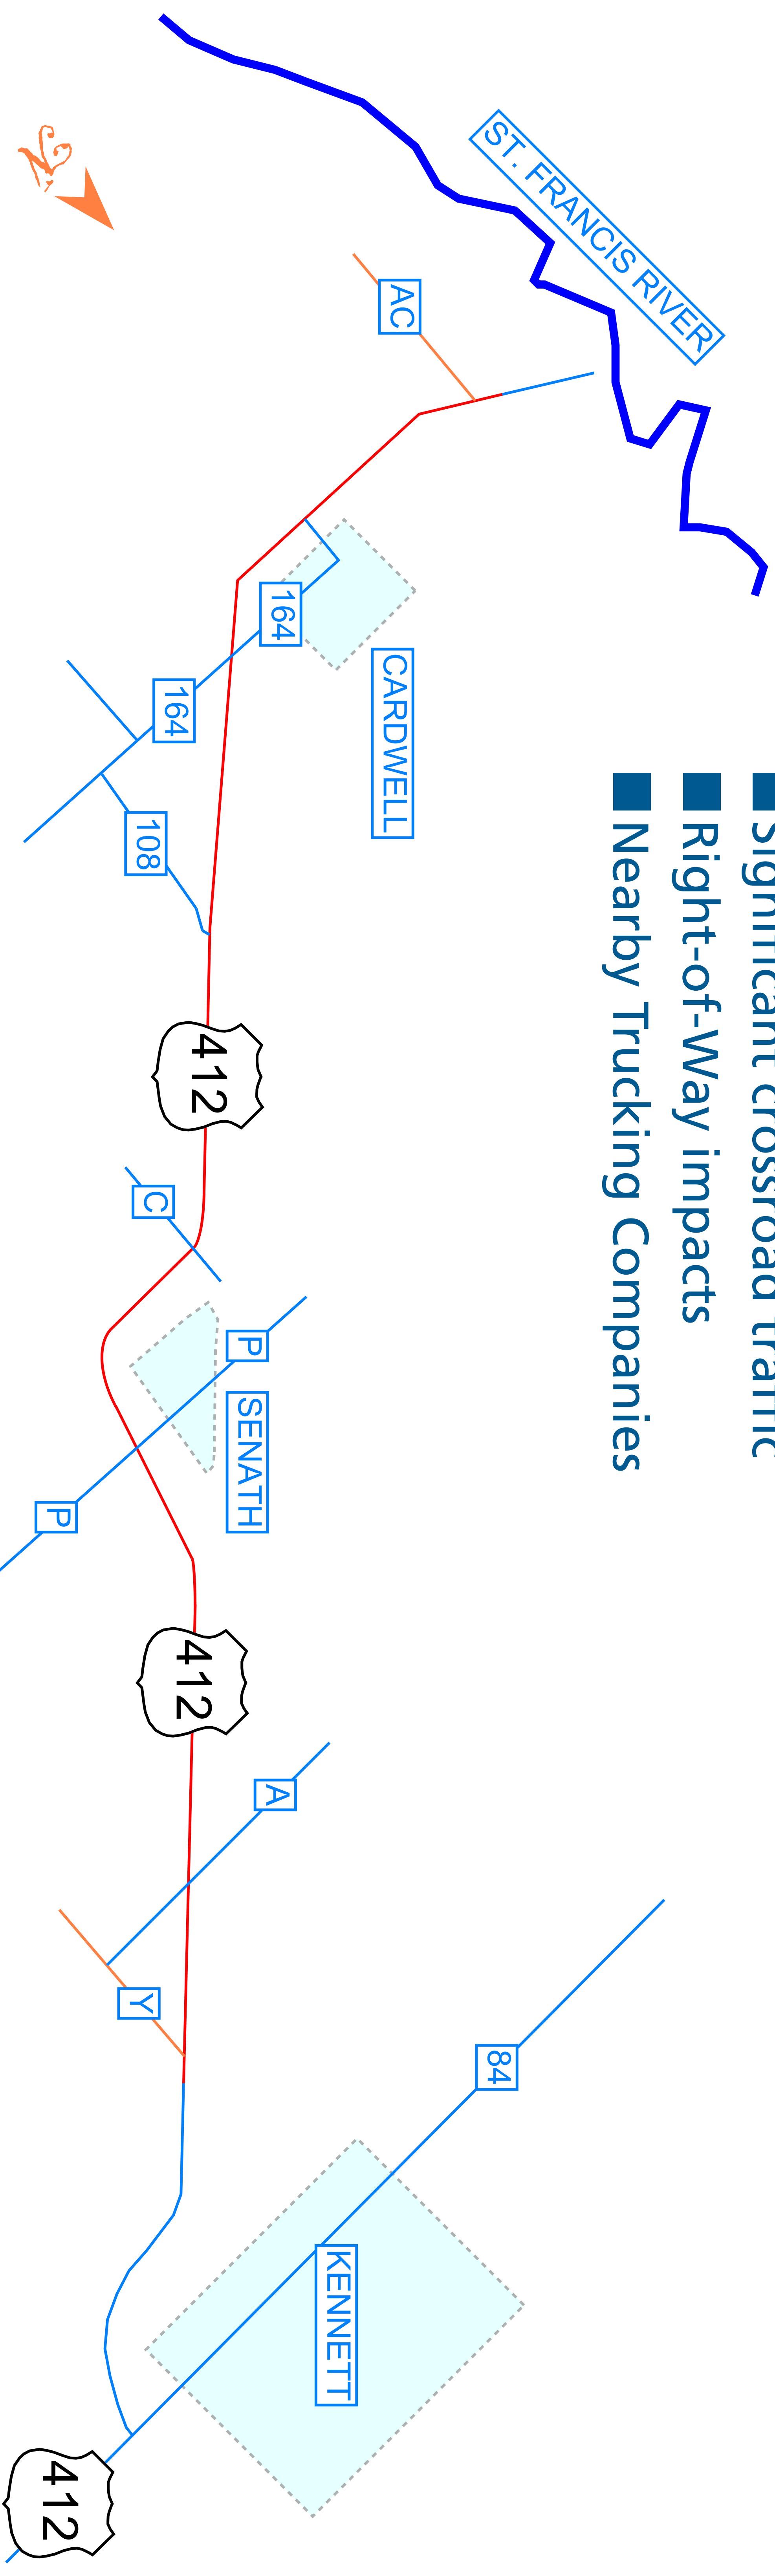 Significant crossroad traffic
Right-of-Way impacts
Nearby Trucking Companies
ST. FRANCIS RIVER
AC
CARDWELL
164
164
108
412
C
P
SENATH
P
412
A
Y
84
KENNETT
412
N